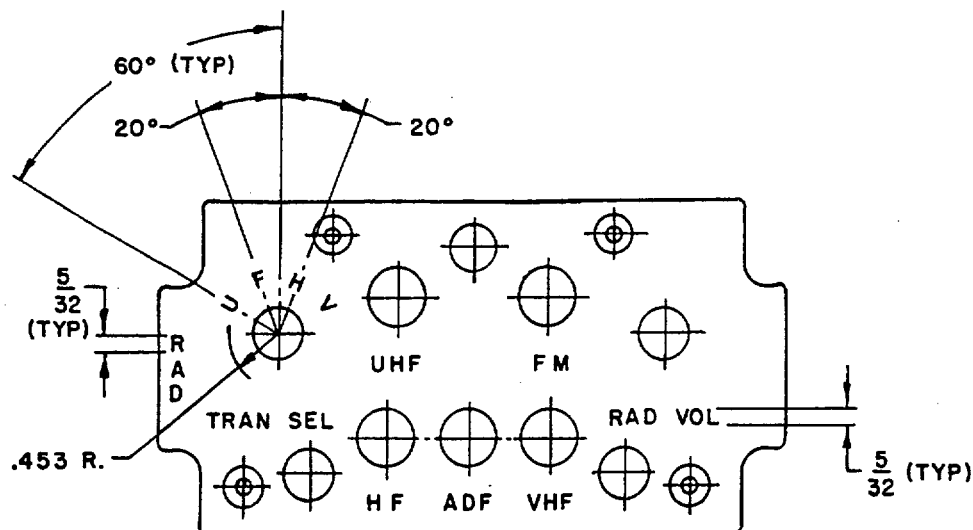 60° (TYP)
20° 20°
F H
U V
5/32 (TYP)
RAD
UHF FM
TRAN SEL RAD VOL
.453 R.
5/32 (TYP)
HF ADF VHF